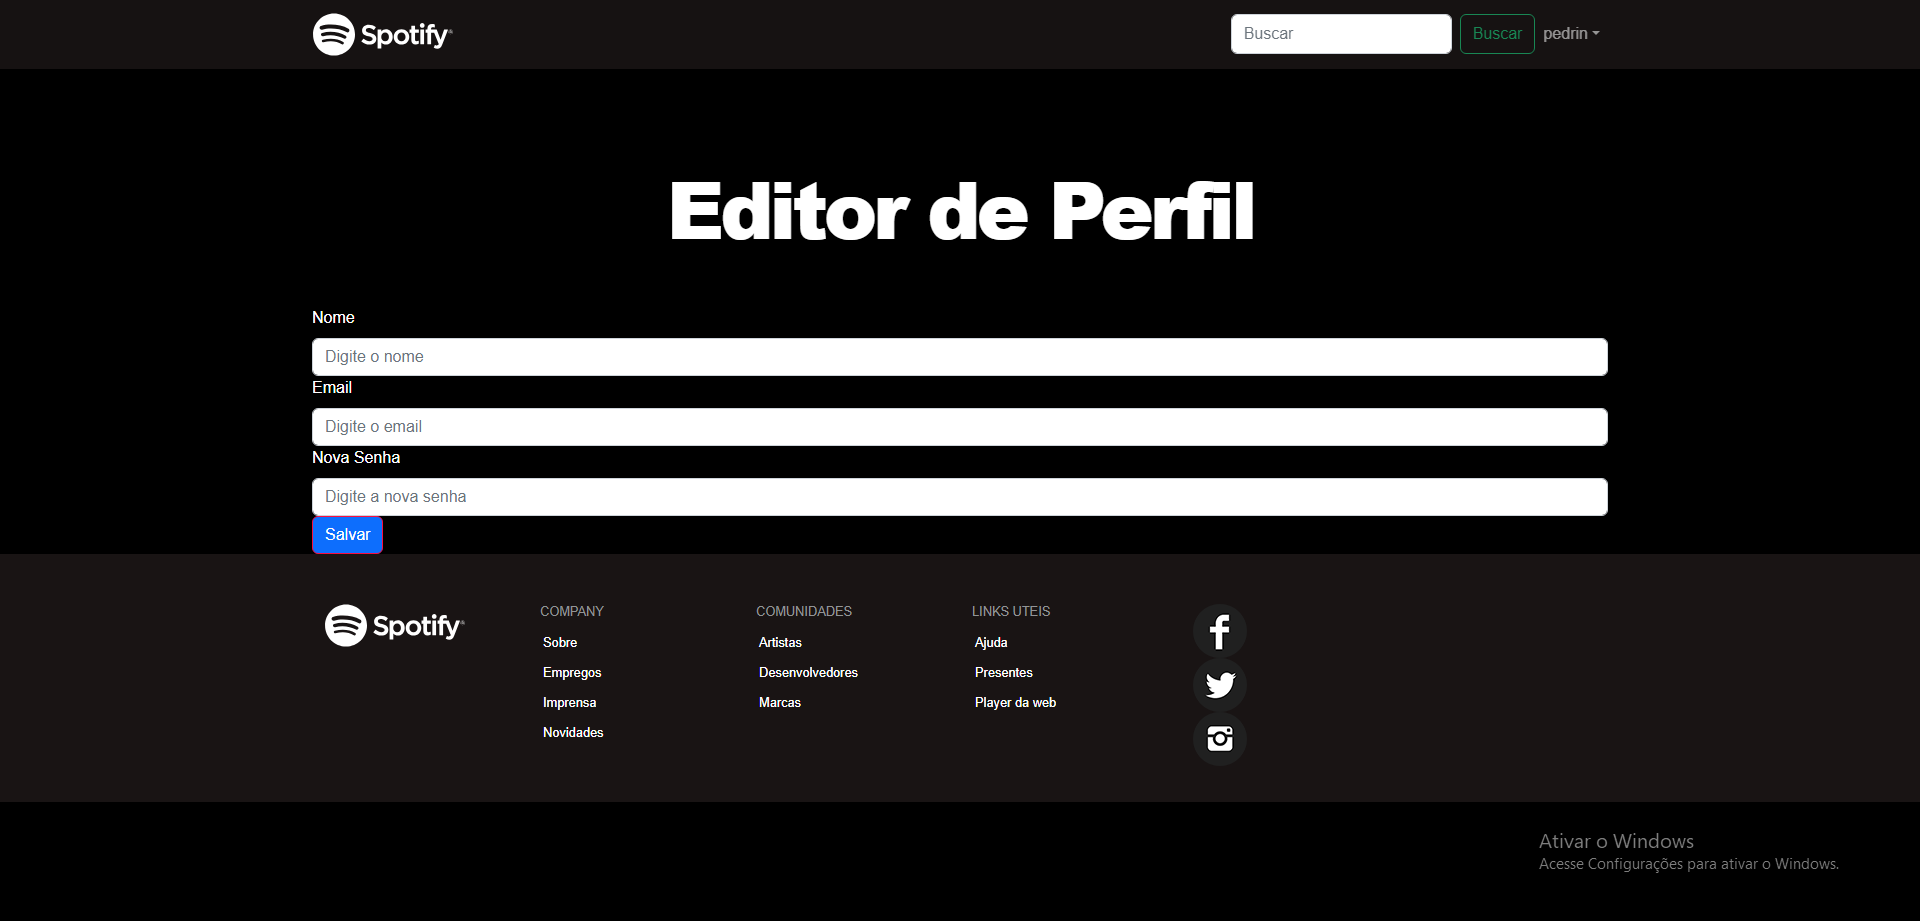 Spotify
Buscar
Buscar
pedrin
Editor de Perfil
Nome
Digite o nome
Email
Digite o email
Nova Senha
Digite a nova senha
Salvar
Spotify
COMPANY
Sobre
Empregos
Imprensa
Novidades
COMUNIDADES
Artistas
Desenvolvedores
Marcas
LINKS UTEIS
Ajuda
Presentes
Player da web
Ativar o Windows
Acesse Configurações para ativar o Windows.